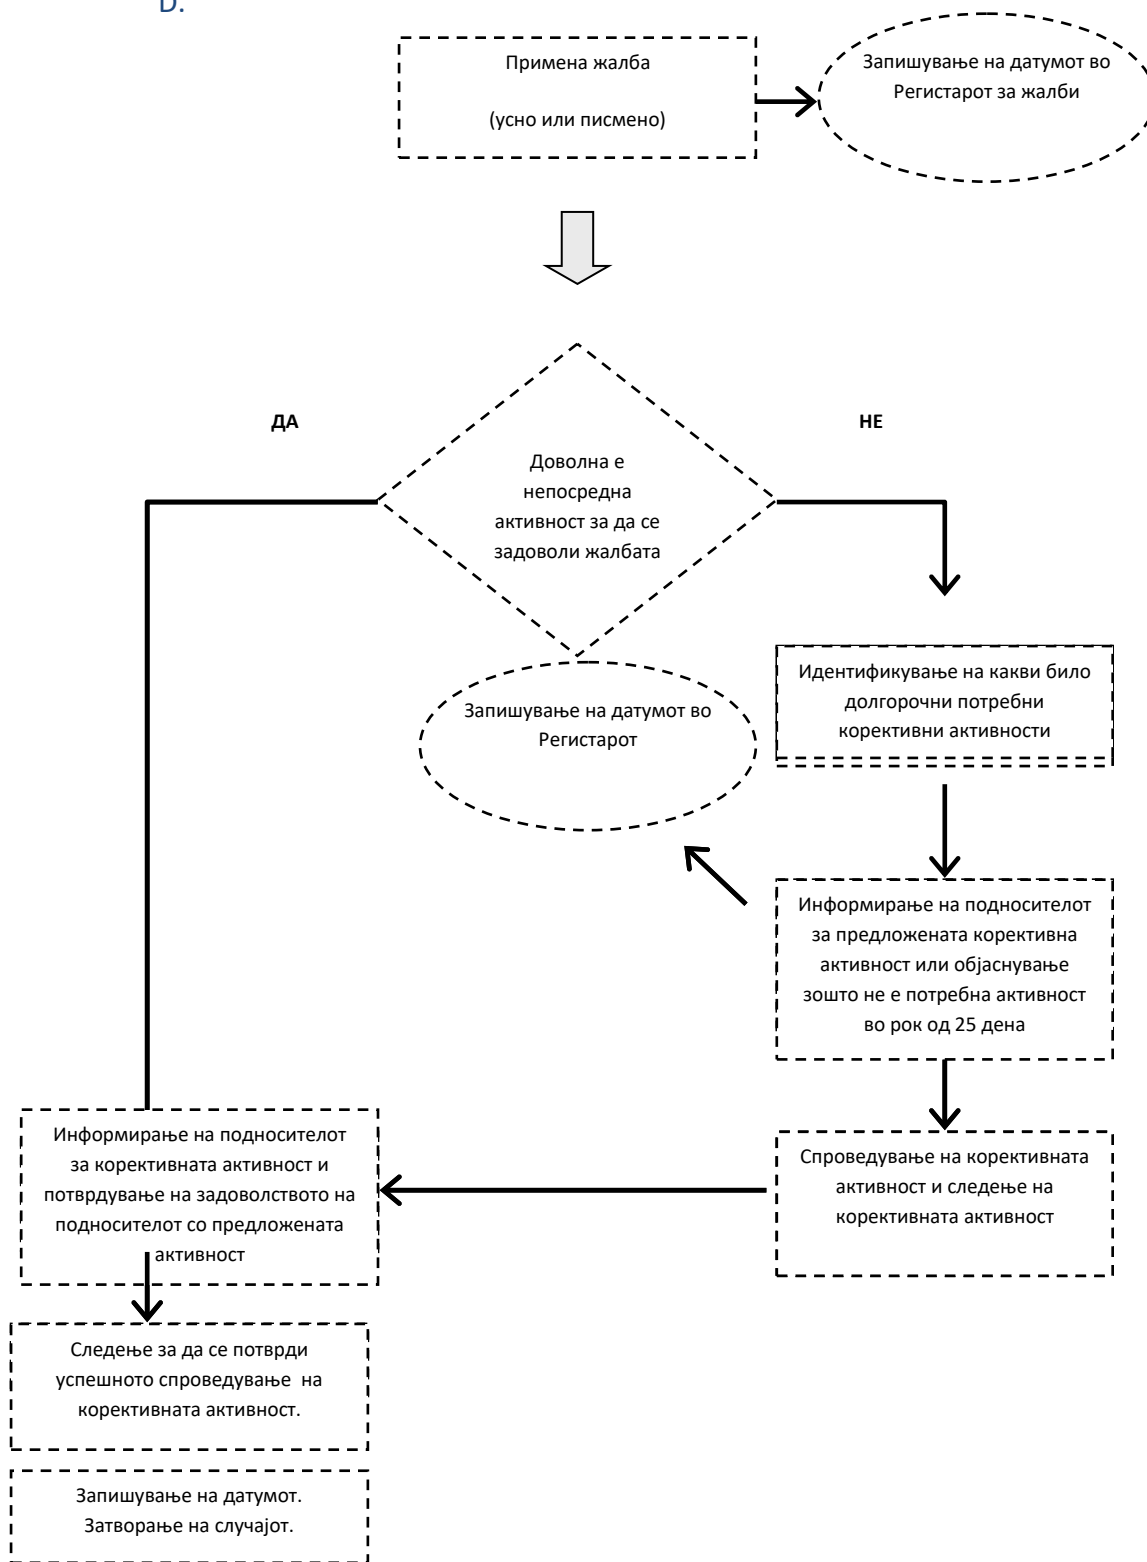 D.
Примена жалба
(усно или писмено)
Запишување на датумот во
Регистарот за жалби
ДА
НЕ
Доволна е
непосредна
активност за да се
задоволи жалбата
Запишување на датумот во
Регистарот
Идентификување на какви било
долгорочни потребни
корективни активности
Информирање на подносителот
за предложената корективна
активност или објаснување
зошто не е потребна активност
во рок од 25 дена
Информирање на подносителот
за корективната активност и
потврдување на задоволството на
подносителот со предложената
активност
Спроведување на корективната
активност и следење на
корективната активност
Следење за да се потврди
успешното спроведување на
корективната активност.
Запишување на датумот.
Затворање на случајот.